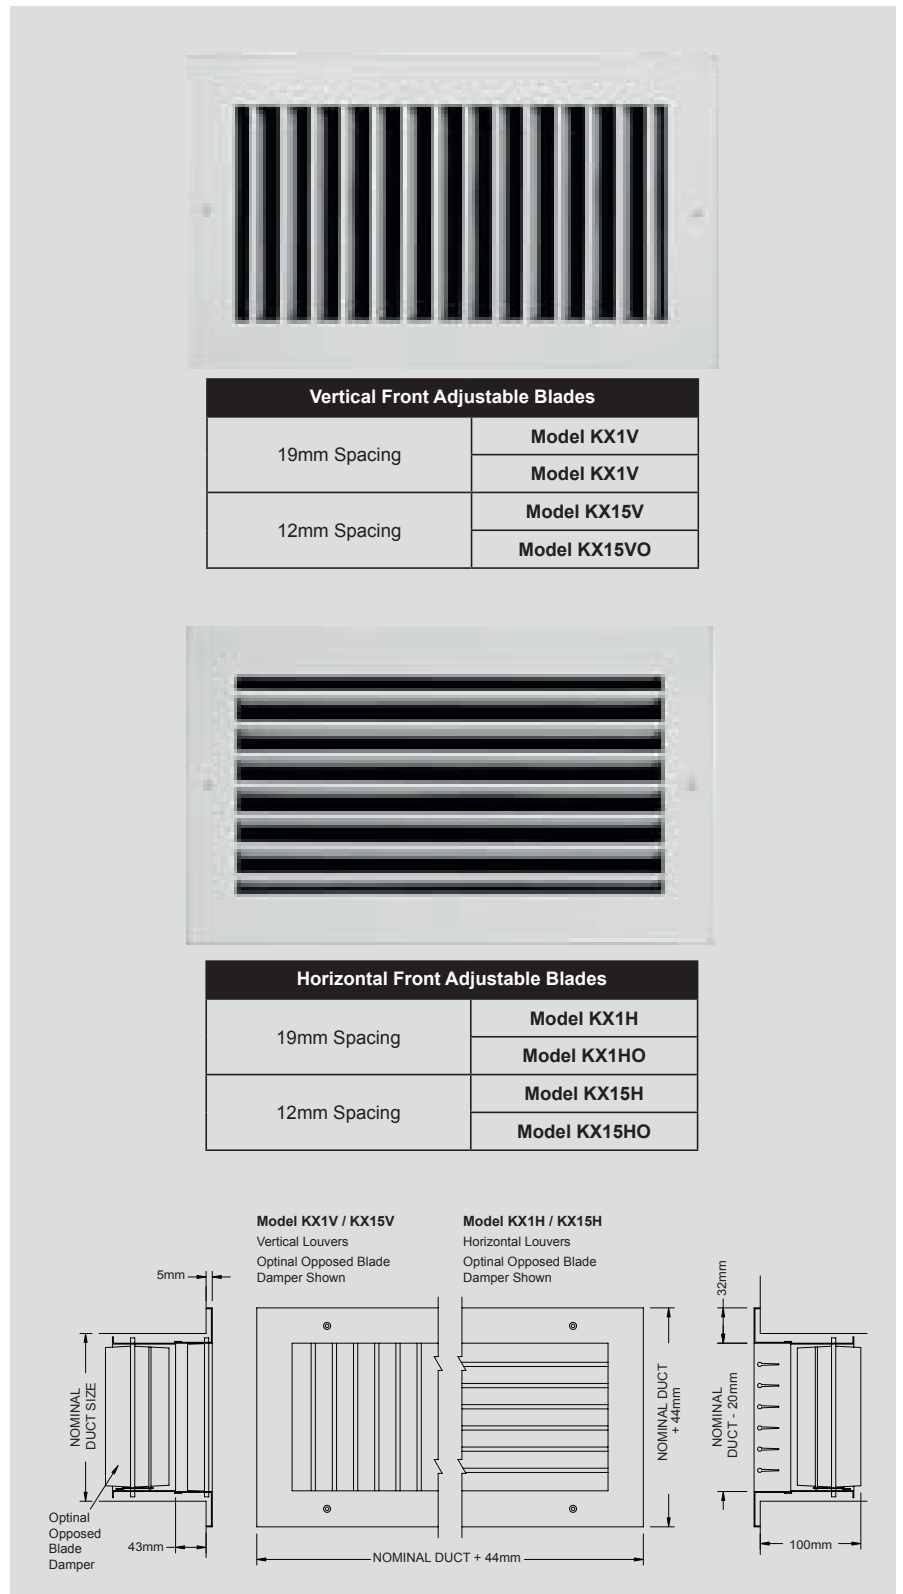 Vertical Front Adjustable Blades
19mm Spacing
Model KX1V
Model KX1V
12mm Spacing
Model KX15V
Model KX15VO
Horizontal Front Adjustable Blades
19mm Spacing
Model KX1H
Model KX1HO
12mm Spacing
Model KX15H
Model KX15HO
Model KX1V / KX15V
Vertical Louvers
Optinal Opposed Blade
Damper Shown
Model KX1H / KX15H
Horizontal Louvers
Optinal Opposed Blade
Damper Shown
5mm
NOMINAL
DUCT SIZE
Optinal
Opposed
Blade
Damper
43mm
NOMINAL DUCT + 44mm
NOMINAL DUCT
+ 44mm
32mm
NOMINAL
DUCT - 20mm
100mm